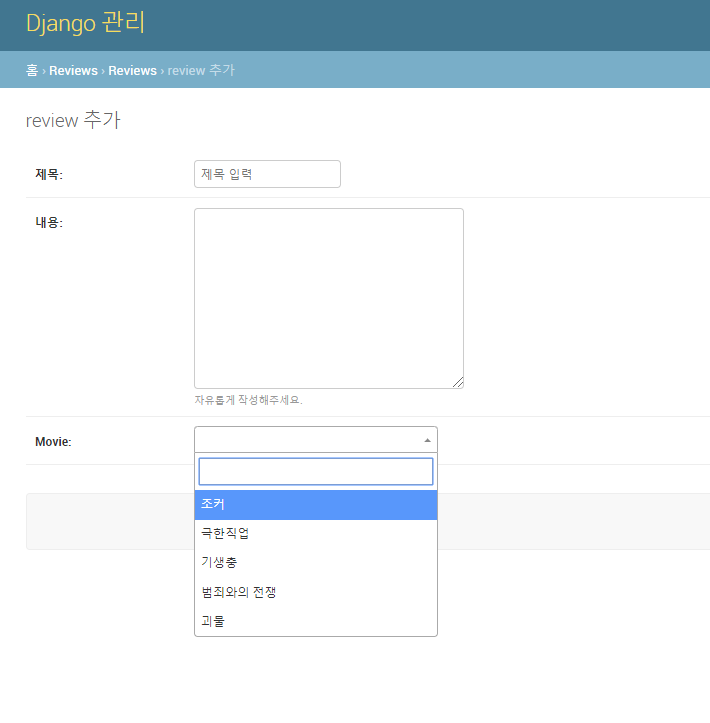 Django 관리
홈 › Reviews › Reviews › review 추가
review 추가
제목: 제목 입력
내용:
자유롭게 작성해주세요.
Movie:
조커
극한직업
기생충
범죄와의 전쟁
괴물